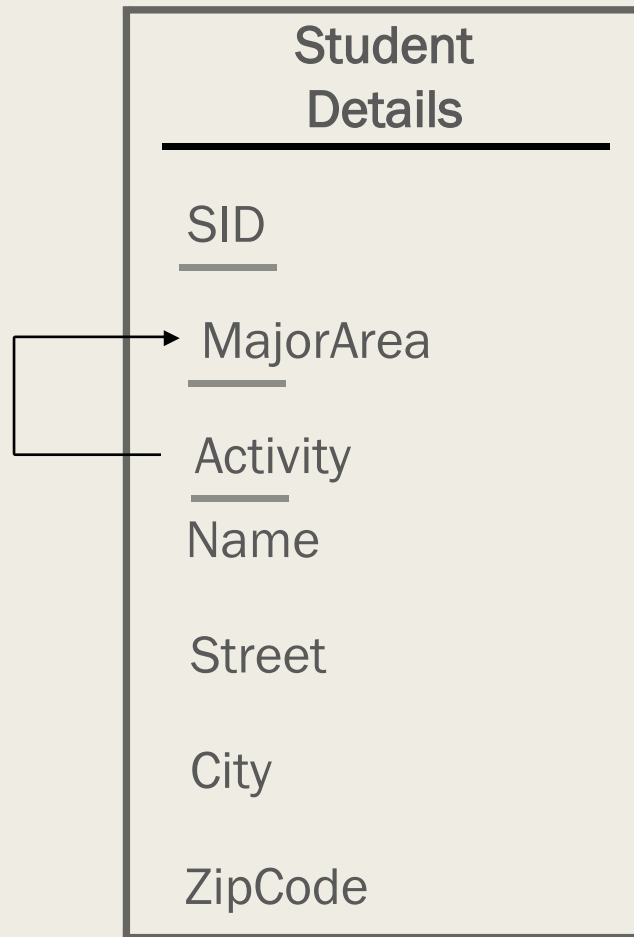 Student
Details
SID
MajorArea
Activity
Name
Street
City
ZipCode